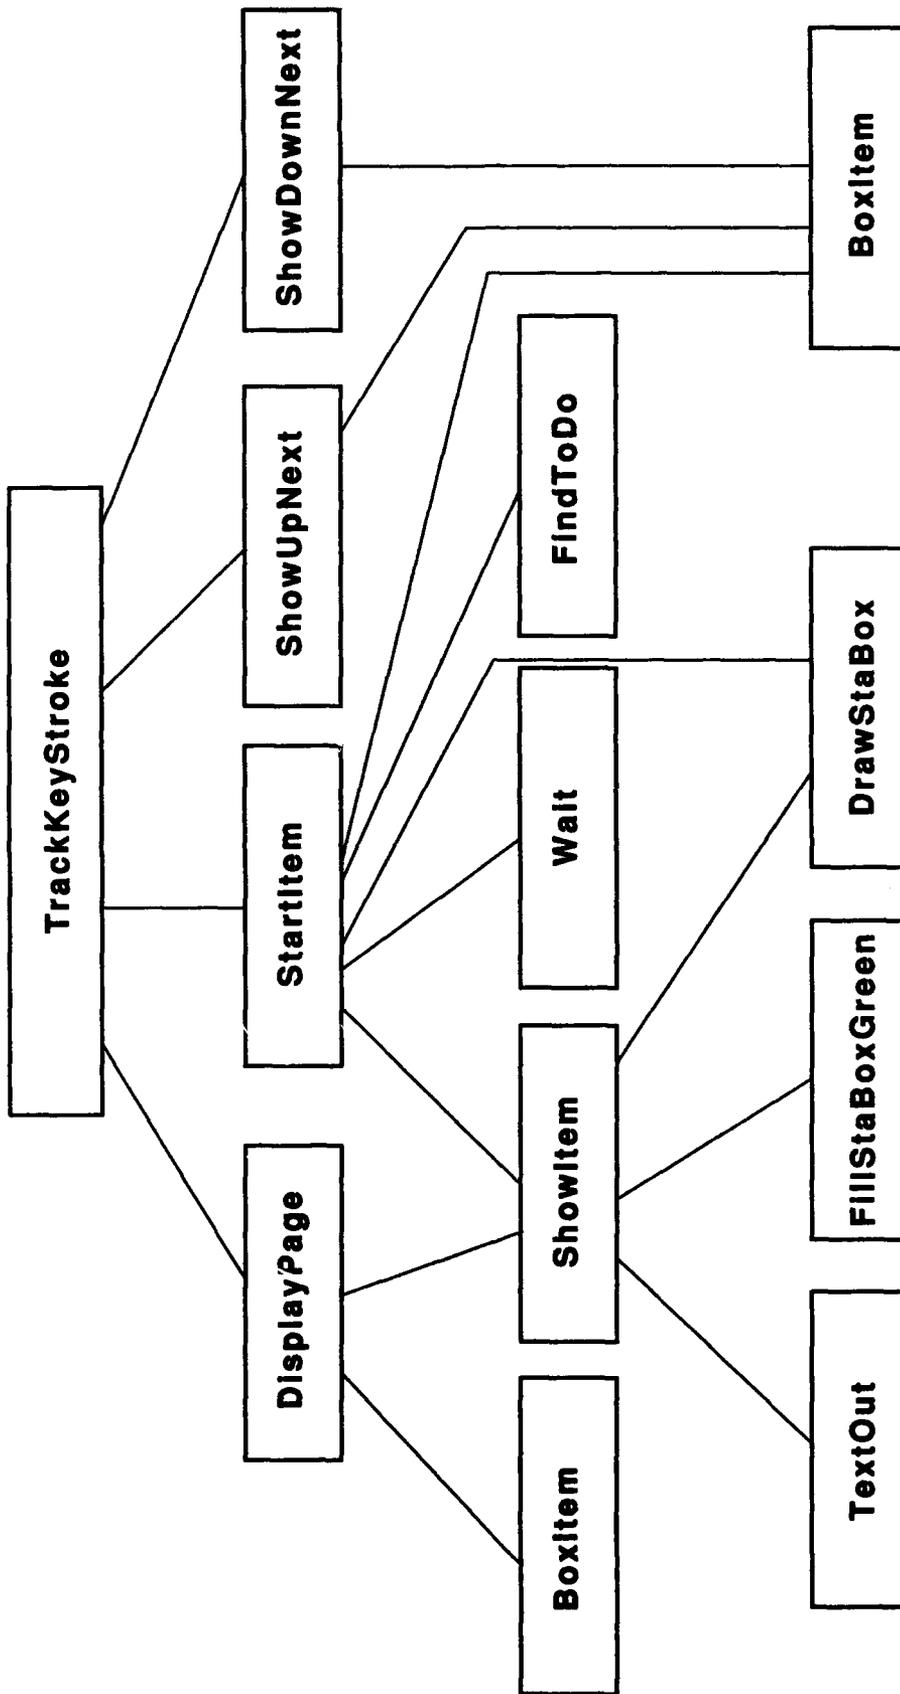 TrackKeyStroke
DisplayPage
StartItem
ShowUpNext
ShowDownNext
BoxItem
ShowItem
Wait
FindToDo
TextOut
FillStaBoxGreen
DrawStaBox
BoxItem